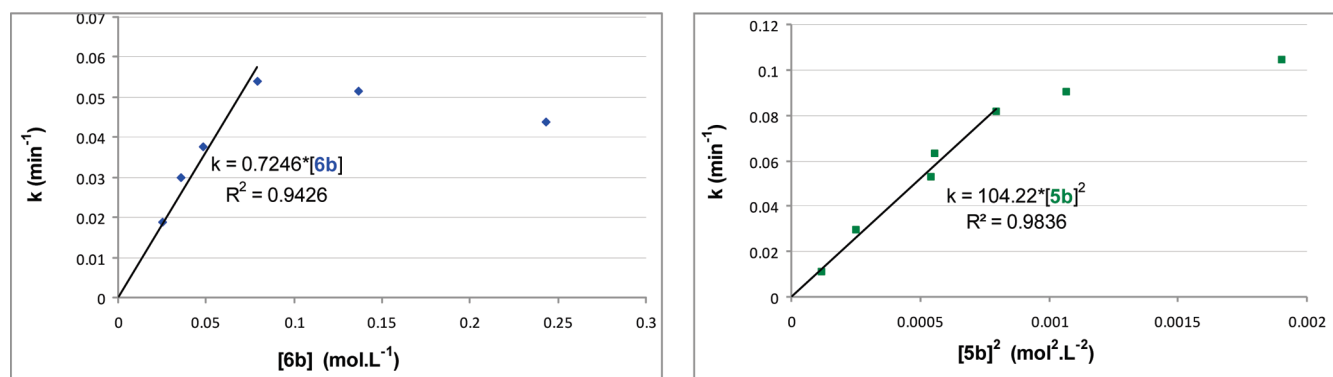 0.07
0.06
0.05
0.04
0.03
0.02
0.01
0
k (min⁻¹)
k = 0.7246*[6b]
R² = 0.9426
0 0.05 0.1 0.15 0.2 0.25 0.3
[6b] (mol.L⁻¹)
0.12
0.1
0.08
0.06
0.04
0.02
0
k (min⁻¹)
k = 104.22*[5b]²
R² = 0.9836
0 0.0005 0.001 0.0015 0.002
[5b]² (mol².L⁻²)